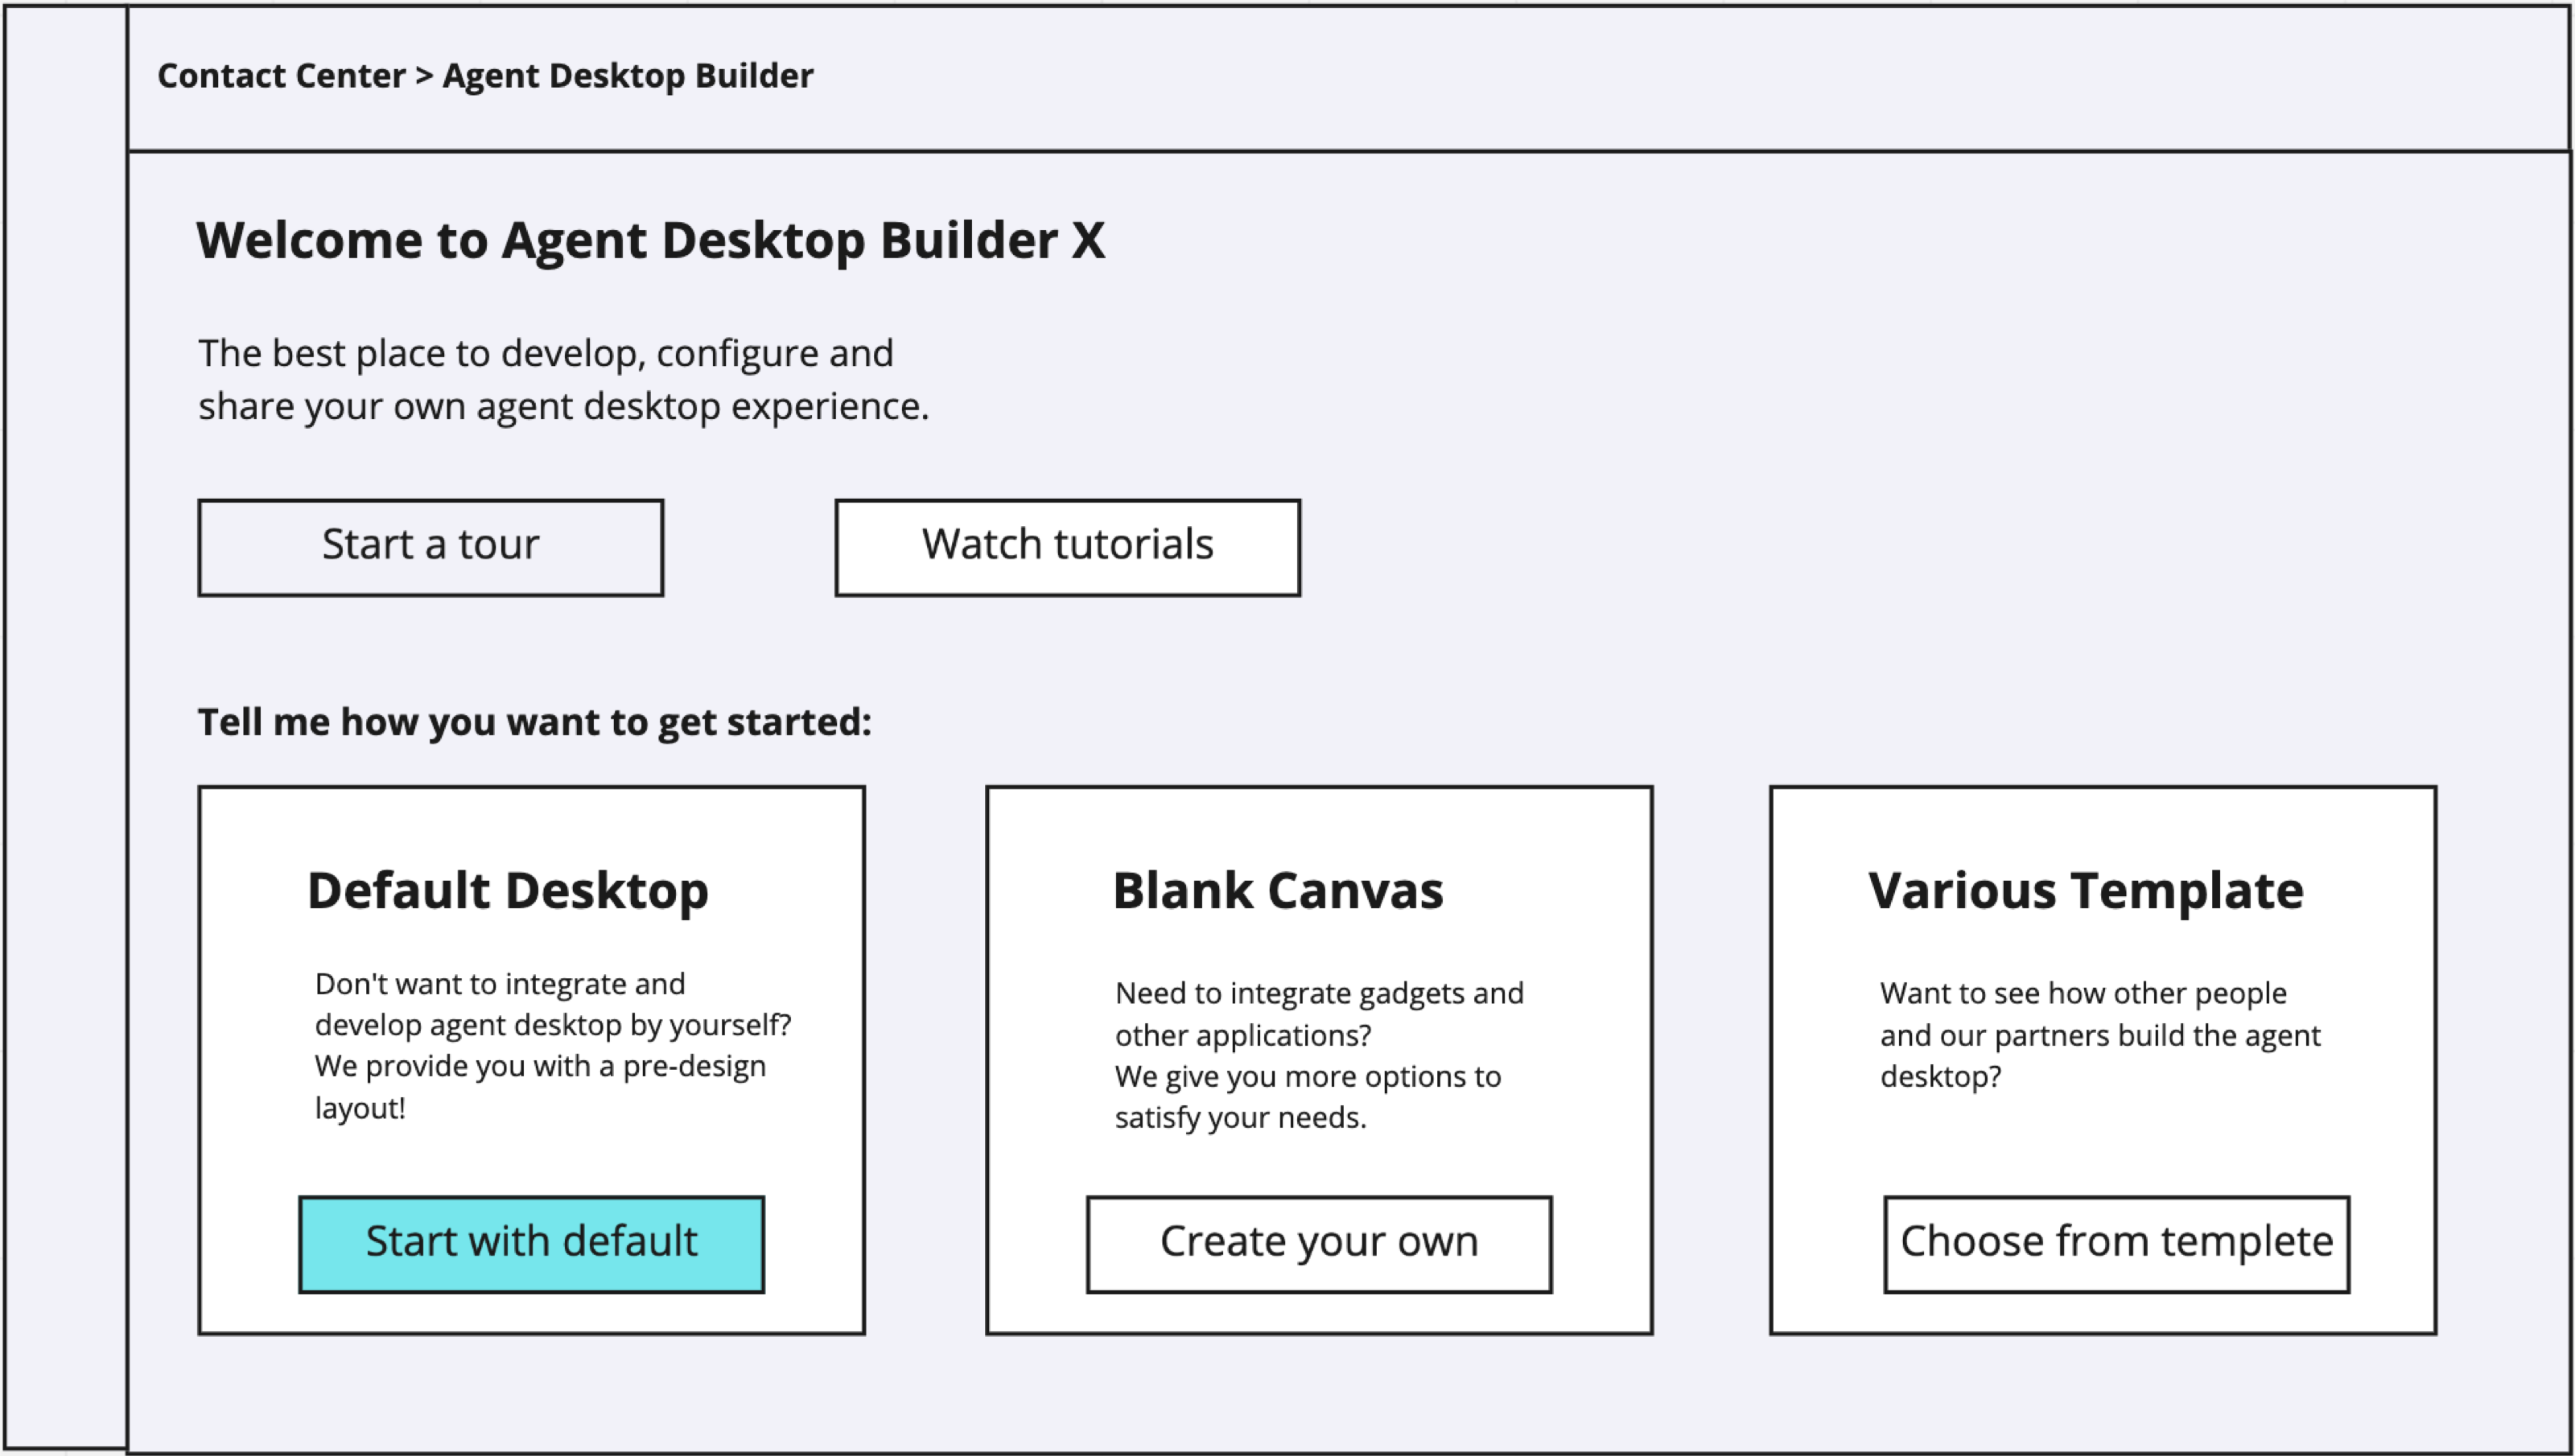 Contact Center > Agent Desktop Builder
Welcome to Agent Desktop Builder X
The best place to develop, configure and
share your own agent desktop experience.
Start a tour
Watch tutorials
Tell me how you want to get started:
Default Desktop
Don't want to integrate and
develop agent desktop by yourself?
We provide you with a pre-design
layout!
Start with default
Blank Canvas
Need to integrate gadgets and
other applications?
We give you more options to
satisfy your needs.
Create your own
Various Template
Want to see how other people
and our partners build the agent
desktop?
Choose from templete